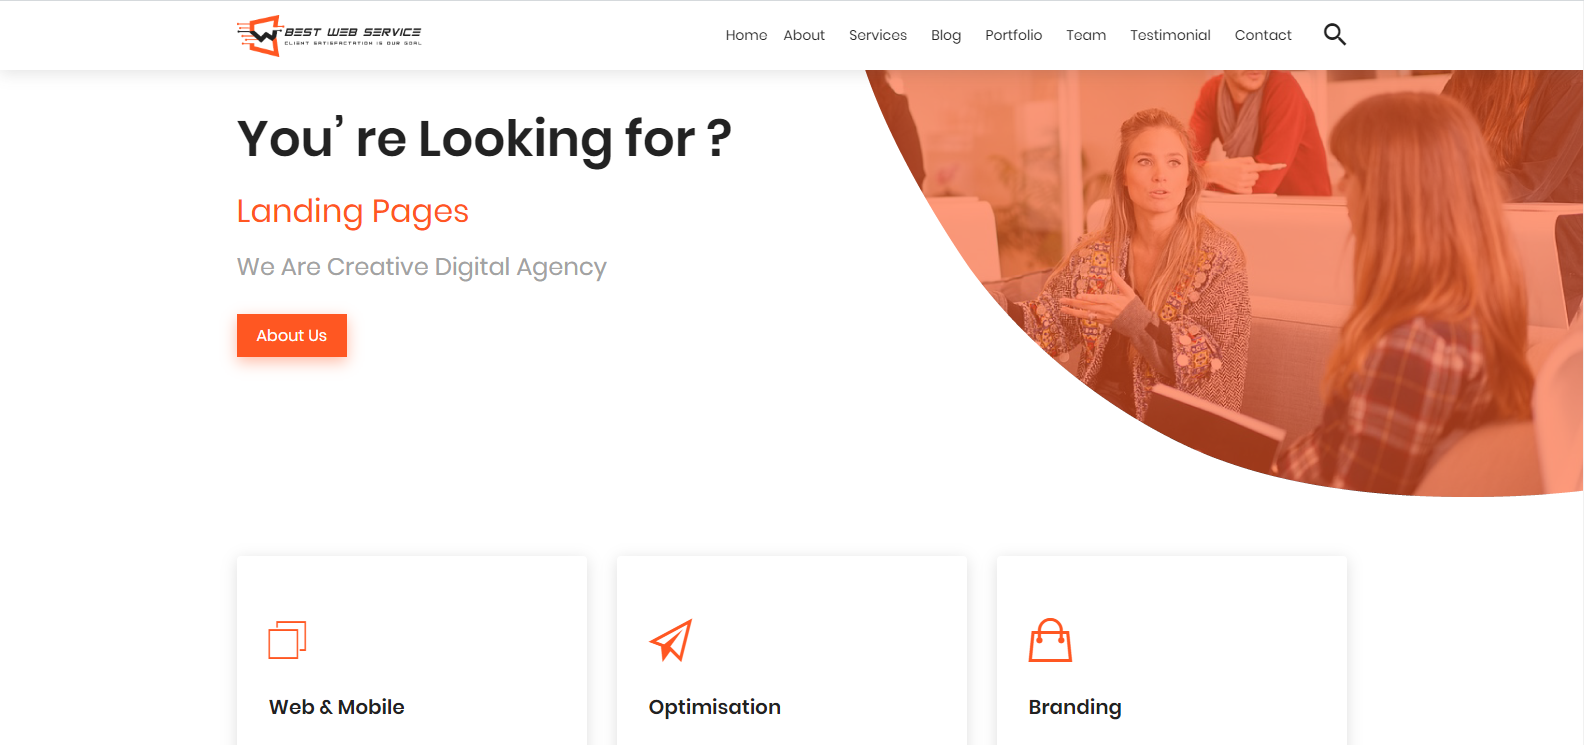 BEST WEB SERVICE
CLIENT SATISFACTATION IS OUR GOAL
Home About Services Blog Portfolio Team Testimonial Contact
You’ re Looking for ?
Landing Pages
We Are Creative Digital Agency
About Us
Web & Mobile
Optimisation
Branding